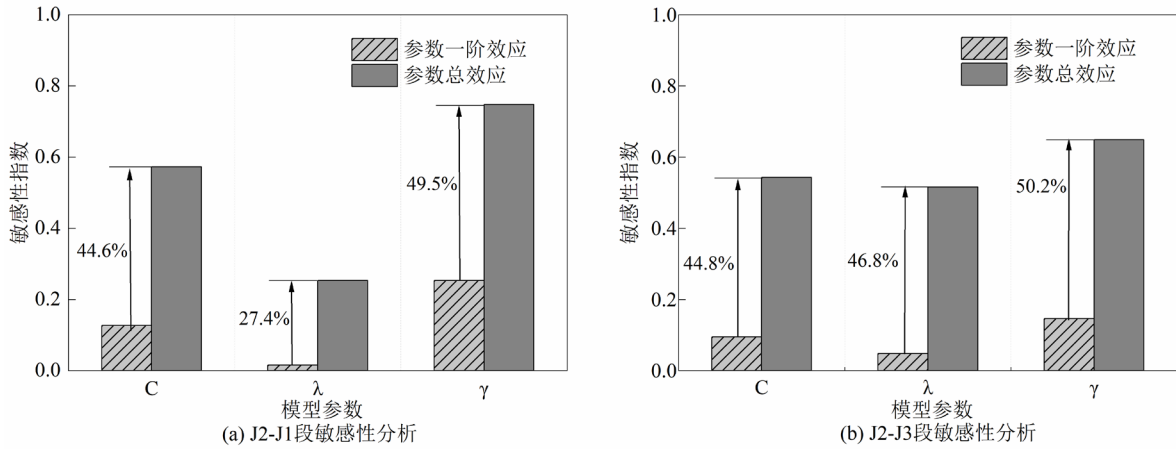 1.0
0.8
0.6
0.4
0.2
0.0
敏感性指数
参数一阶效应
参数总效应
44.6%
27.4%
49.5%
C
λ
γ
模型参数
(a) J2-J1段敏感性分析
1.0
0.8
0.6
0.4
0.2
0.0
敏感性指数
参数一阶效应
参数总效应
44.8%
46.8%
50.2%
C
λ
γ
模型参数
(b) J2-J3段敏感性分析